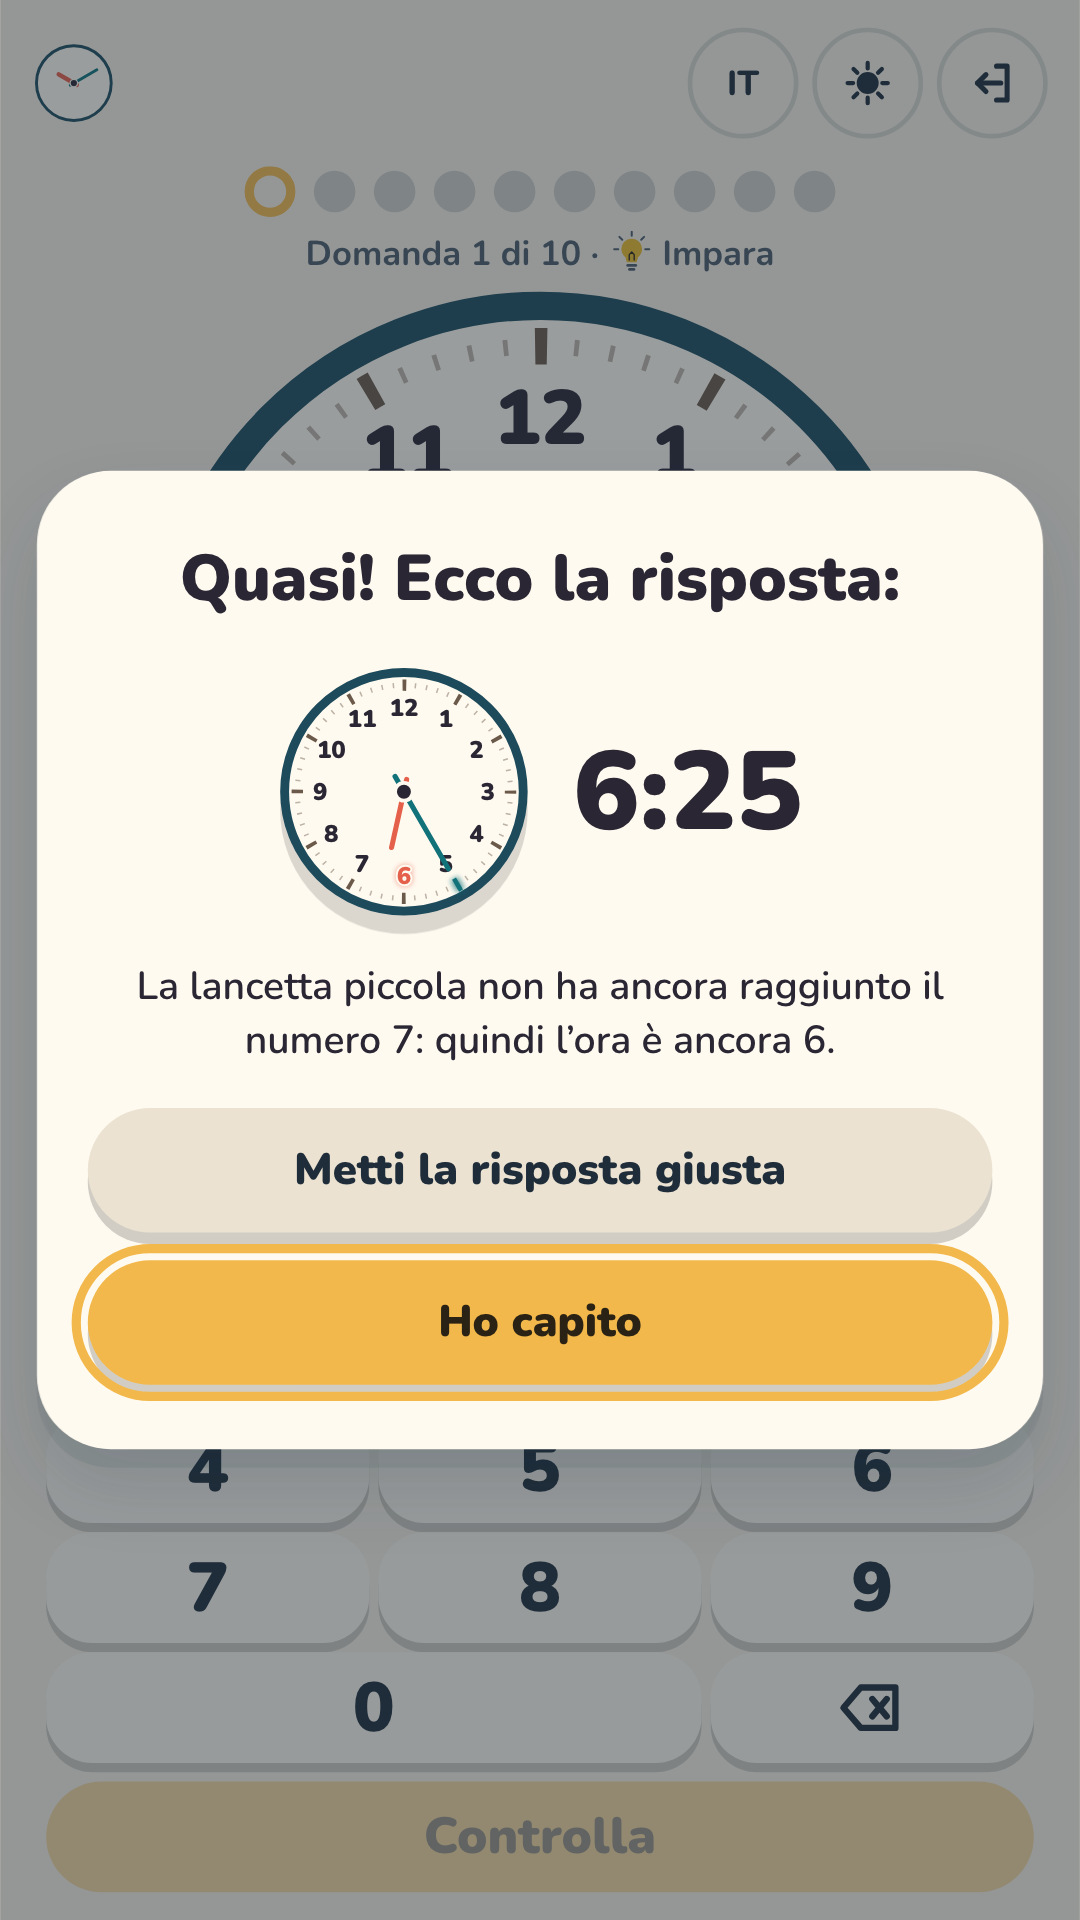 IT
Domanda 1 di 10 · Impara
12
11 1
Quasi! Ecco la risposta:
12
11 1
10 2
9 3
8 4
7 5
6
6:25
La lancetta piccola non ha ancora raggiunto il
numero 7: quindi l’ora è ancora 6.
Metti la risposta giusta
Ho capito
4 5 6
7 8 9
0
Controlla